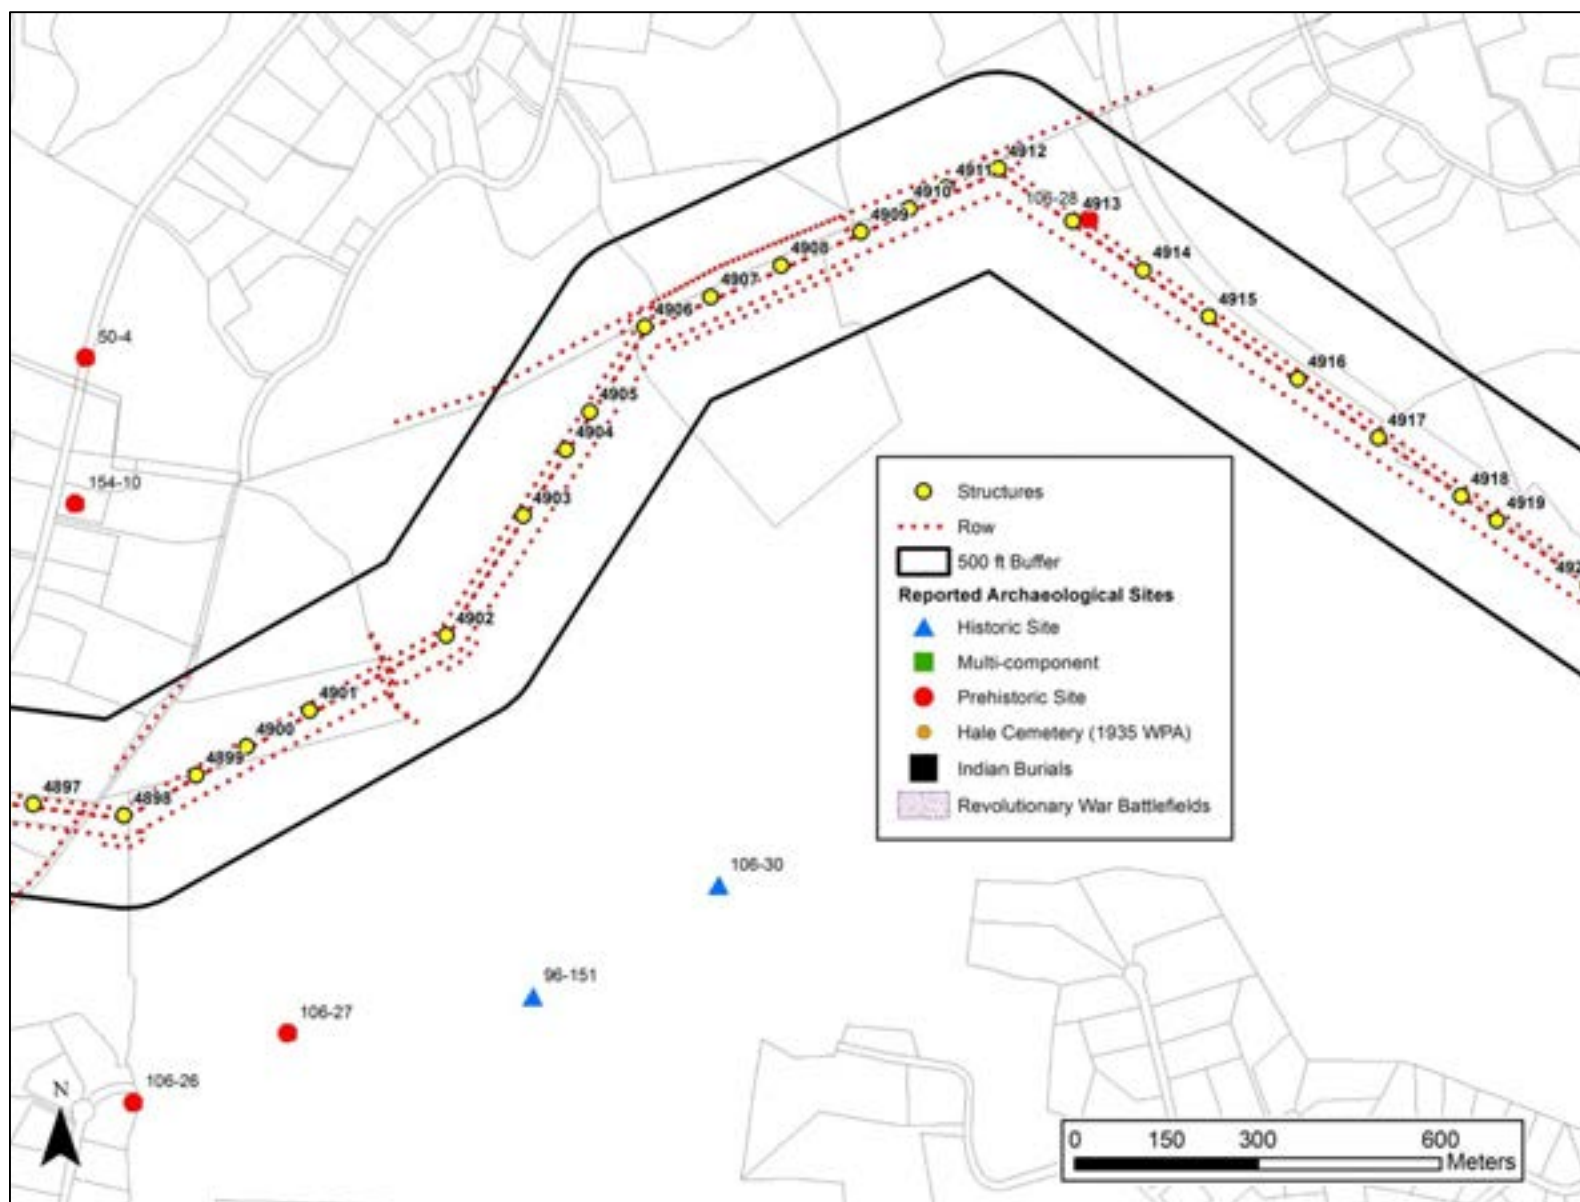 4912
4911
4910
106-28 4913
4909
4908
4914
4907
4906
4915
50-4
4916
4905
4917
4904
154-10
4918
4903
4919
4902
4901
4900
4899
4897
4898
Structures
Row
500 ft Buffer
Reported Archaeological Sites
Historic Site
Multi-component
Prehistoric Site
Hale Cemetery (1935 WPA)
Indian Burials
Revolutionary War Battlefields
106-30
96-151
106-27
106-26
N
0 150 300 600
Meters